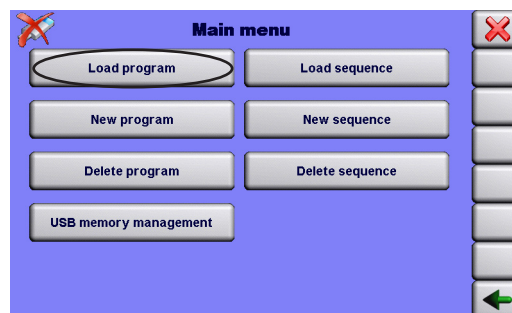 Main menu
Load program
Load sequence
New program
New sequence
Delete program
Delete sequence
USB memory management